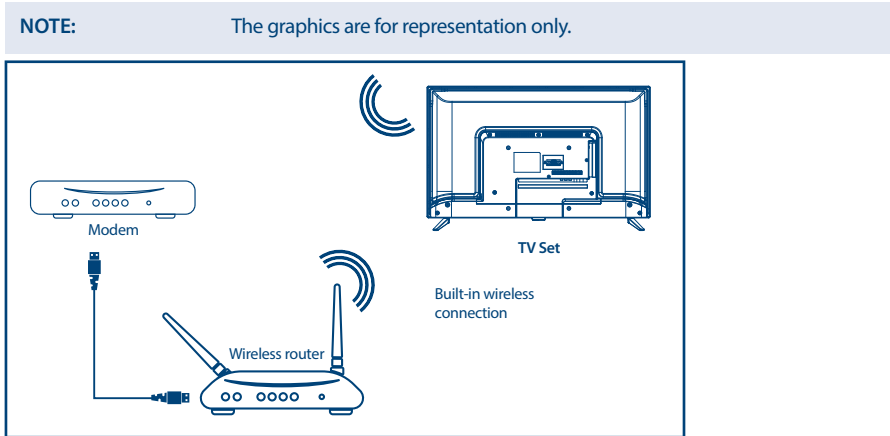 NOTE: The graphics are for representation only.
Modem
TV Set
Built-in wireless
connection
Wireless router